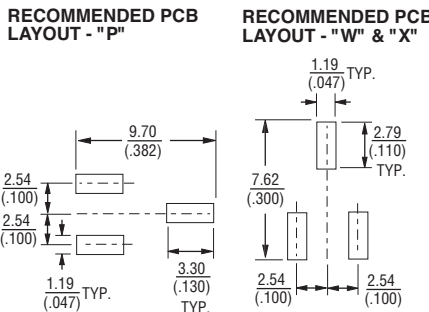 RECOMMENDED PCB
LAYOUT - "P"
9.70
(.382)
2.54
(.100)
2.54
(.100)
1.19
(.047)
TYP.
3.30
(.130)
TYP.
RECOMMENDED PCB
LAYOUT - "W" & "X"
1.19
(.047)
TYP.
2.79
(.110)
TYP.
7.62
(.300)
2.54
(.100)
2.54
(.100)